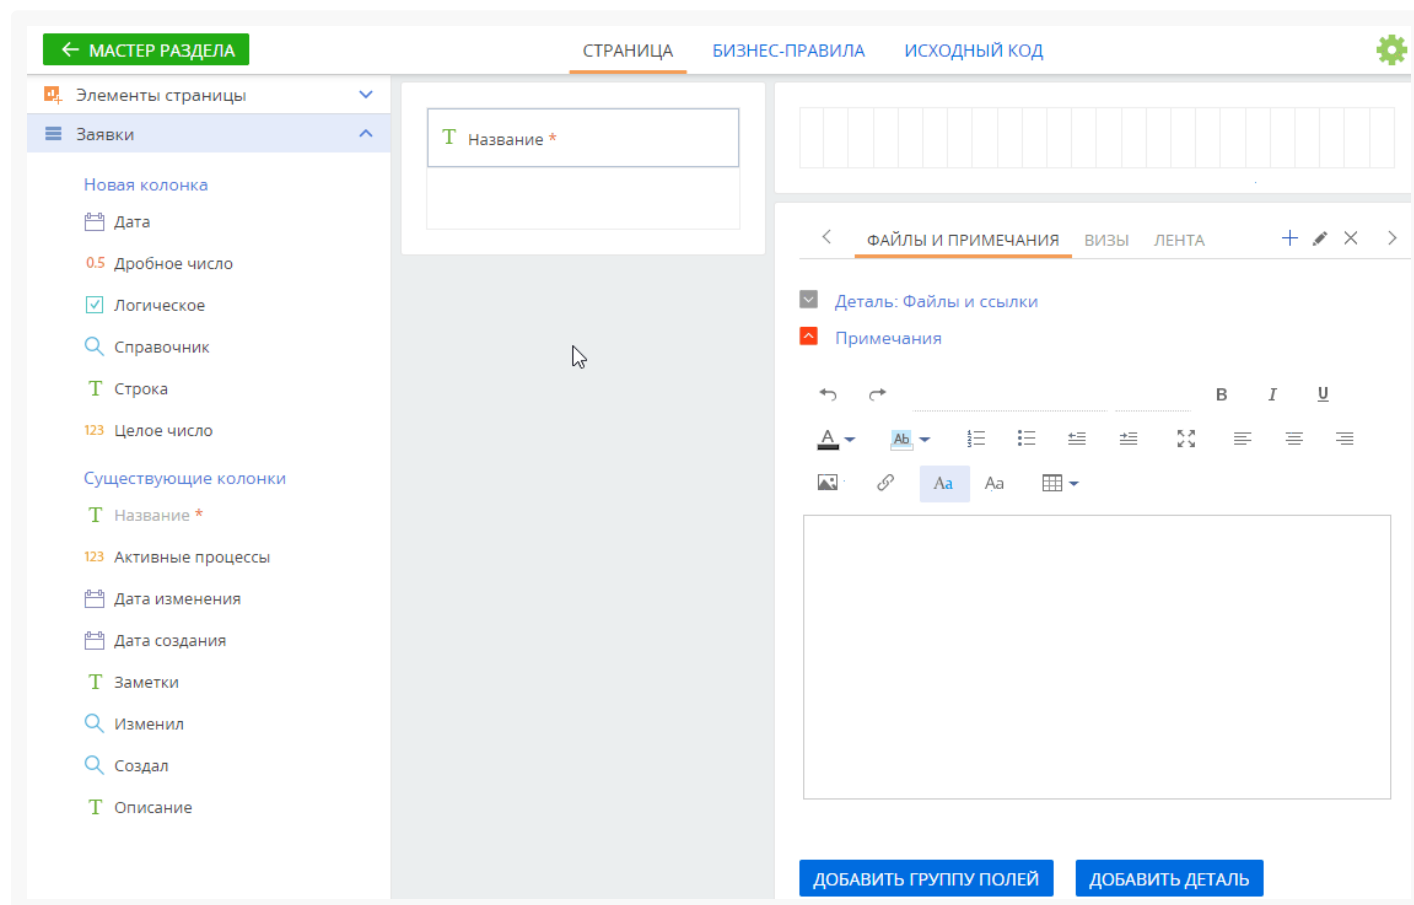 МАСТЕР РАЗДЕЛА
СТРАНИЦА БИЗНЕС-ПРАВИЛА ИСХОДНЫЙ КОД
Элементы страницы
Заявки
Новая колонка
Дата
0.5 Дробное число
Логическое
Справочник
T Строка
123 Целое число
Существующие колонки
T Название *
123 Активные процессы
Дата изменения
Дата создания
T Заметки
Изменил
Создал
T Описание
T Название *
ФАЙЛЫ И ПРИМЕЧАНИЯ ВИЗЫ ЛЕНТА
Деталь: Файлы и ссылки
Примечания
B I U
A Ab
Aa Aa
ДОБАВИТЬ ГРУППУ ПОЛЕЙ ДОБАВИТЬ ДЕТАЛЬ